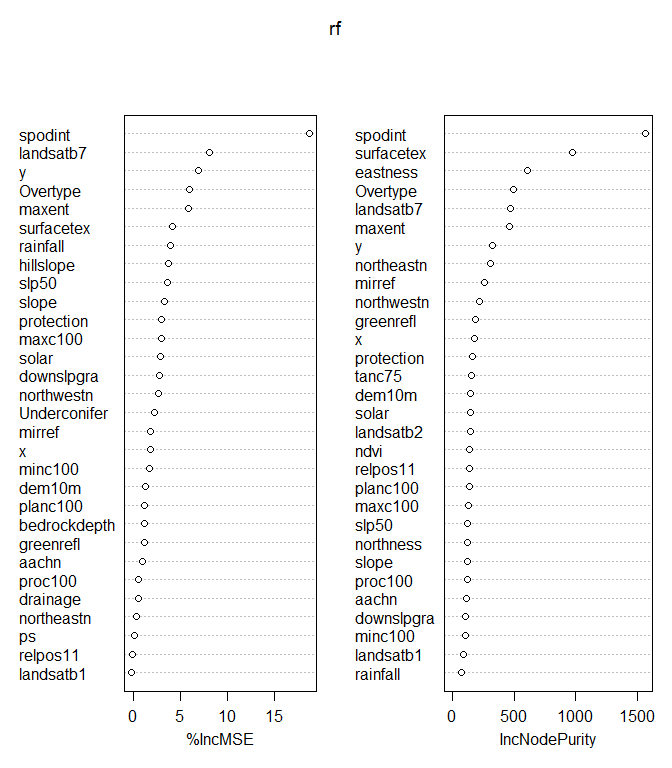 rf
spodint
landsatb7
y
Overtype
maxent
surfacetex
rainfall
hillslope
slp50
slope
protection
maxc100
solar
downslpgra
northwestn
Underconifer
mirref
x
minc100
dem10m
planc100
bedrockdepth
greenrefl
aachn
proc100
drainage
northeastn
ps
relpos11
landsatb1
0 5 10 15
%IncMSE
spodint
surfacetex
eastness
Overtype
landsatb7
maxent
y
northeastn
mirref
northwestn
greenrefl
x
protection
tanc75
dem10m
solar
landsatb2
ndvi
relpos11
planc100
maxc100
slp50
northness
slope
proc100
aachn
downslpgra
minc100
landsatb1
rainfall
0 500 1000 1500
IncNodePurity